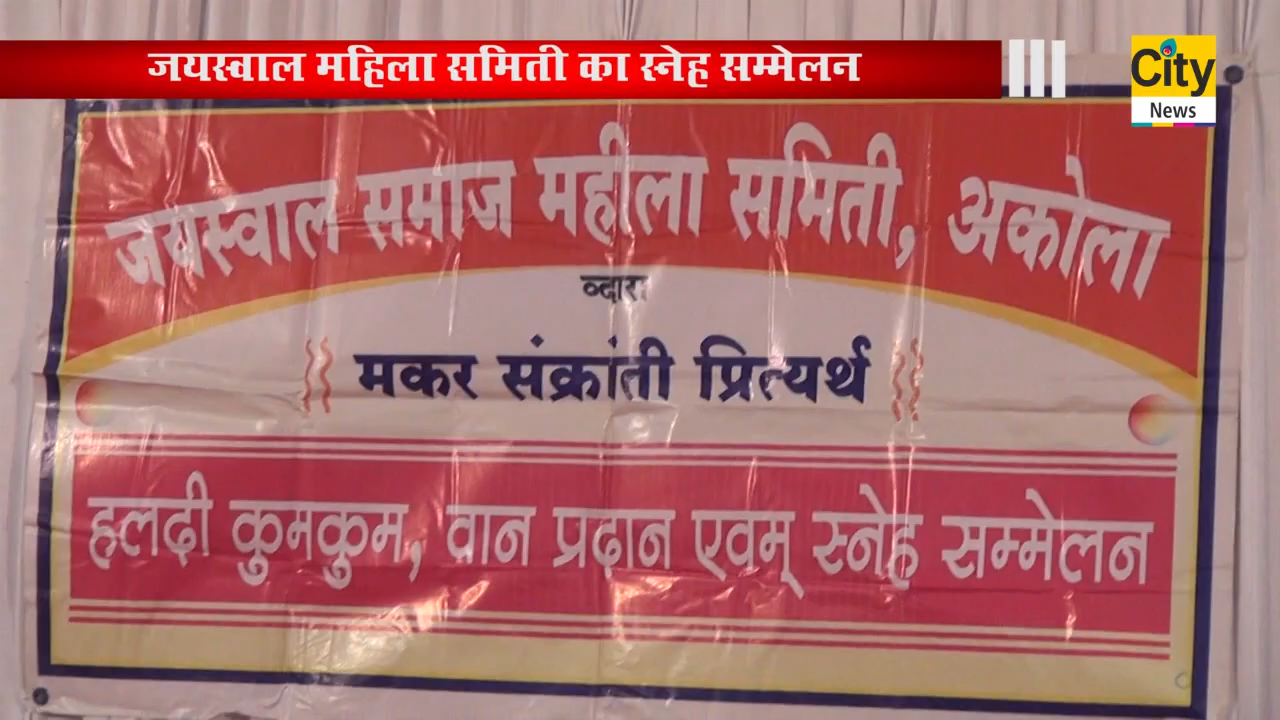 जयस्वाल महिला समिती का स्नेह सम्मेलन
City
News
जयस्वाल समाज महीला समिती, अकोला
व्दारा
मकर संक्रांती प्रित्यर्थ
हलदी कुमकुम, वान प्रदान एवम् स्नेह सम्मेलन